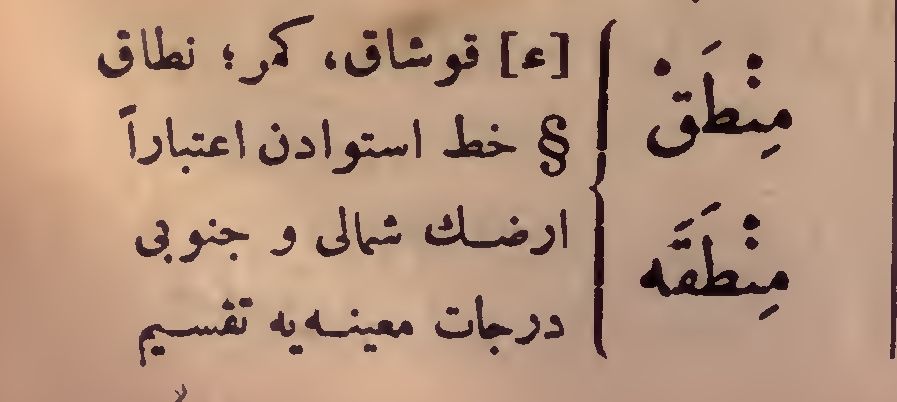 مِنْطَقْ
مِنْطَقَه
[ء] قوشاق، كمر؛ نطاق
§ خط استوادن اعتباراً
ارضك شمالى و جنوبى
درجات معينه يه تقسيم